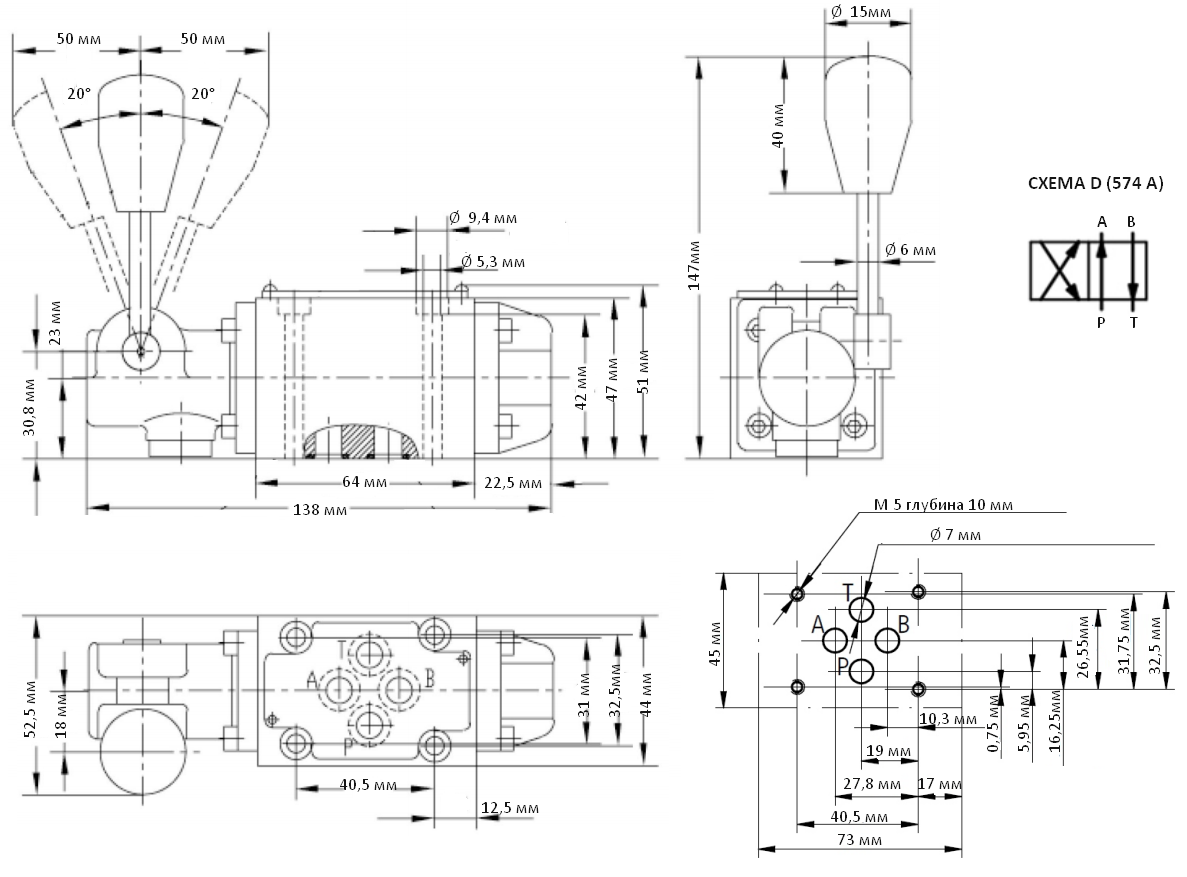 50 мм
50 мм
20°
20°
Ø 9,4 мм
Ø 5,3 мм
23 мм
30,8 мм
42 мм
47 мм
51 мм
64 мм
22,5 мм
138 мм
Ø 15мм
40 мм
147мм
Ø 6 мм
СХЕМА D (574 A)
A B
P T
52,5 мм
18 мм
T
A
B
P
31 мм
32,5мм
44 мм
40,5 мм
12,5 мм
M 5 глубина 10 мм
Ø 7 мм
T
A
B
P
45 мм
26,55мм
31,75 мм
32,5 мм
10,3 мм
0,75 мм
5,95 мм
16,25мм
19 мм
27,8 мм
17 мм
40,5 мм
73 мм